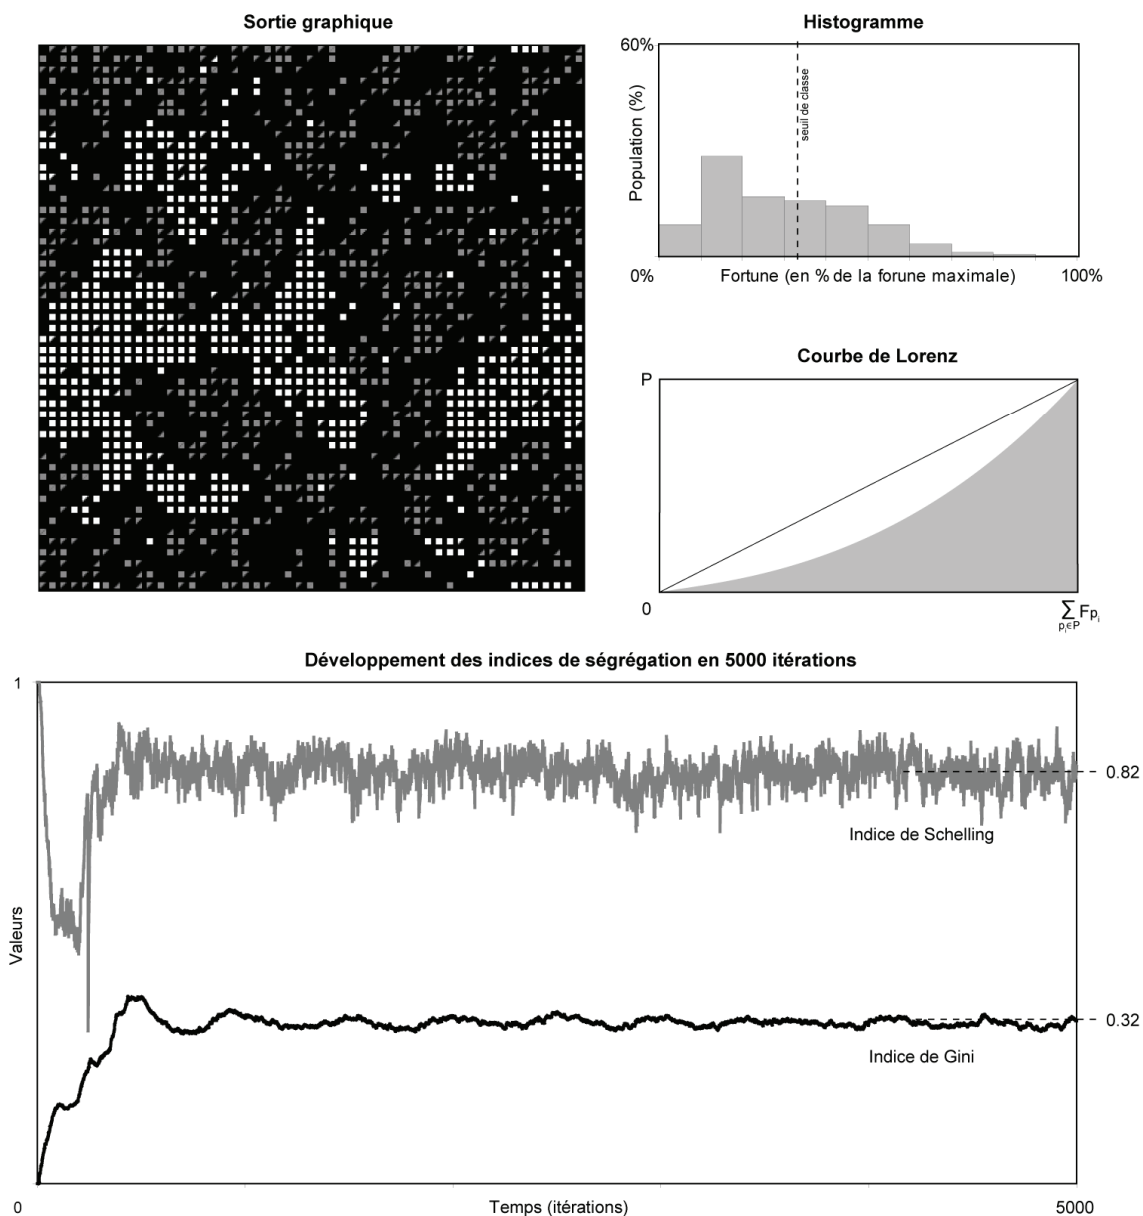 Sortie graphique
Histogramme
60%
Population (%)
seuil de classe
0%
Fortune (en % de la forune maximale)
100%
Courbe de Lorenz
P
0
∑ Fpᵢ
pᵢ∈P
Développement des indices de ségrégation en 5000 itérations
1
0.82
Indice de Schelling
Valeurs
0.32
Indice de Gini
0
Temps (itérations)
5000